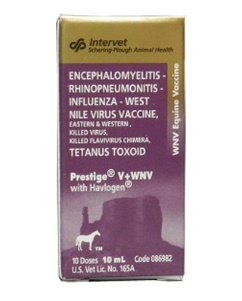 Intervet
Schering-Plough Animal Health
ENCEPHALOMYELITIS -
RHINOPNEUMONITIS -
INFLUENZA - WEST
NILE VIRUS VACCINE,
EASTERN & WESTERN,
KILLED VIRUS,
KILLED FLAVIVIRUS CHIMERA,
TETANUS TOXOID
Prestige® V+WNV
with Havlogen®
TM
10 Doses 10 mL Code 086982
U.S. Vet Lic. No. 165A
WNV Equine Vaccine